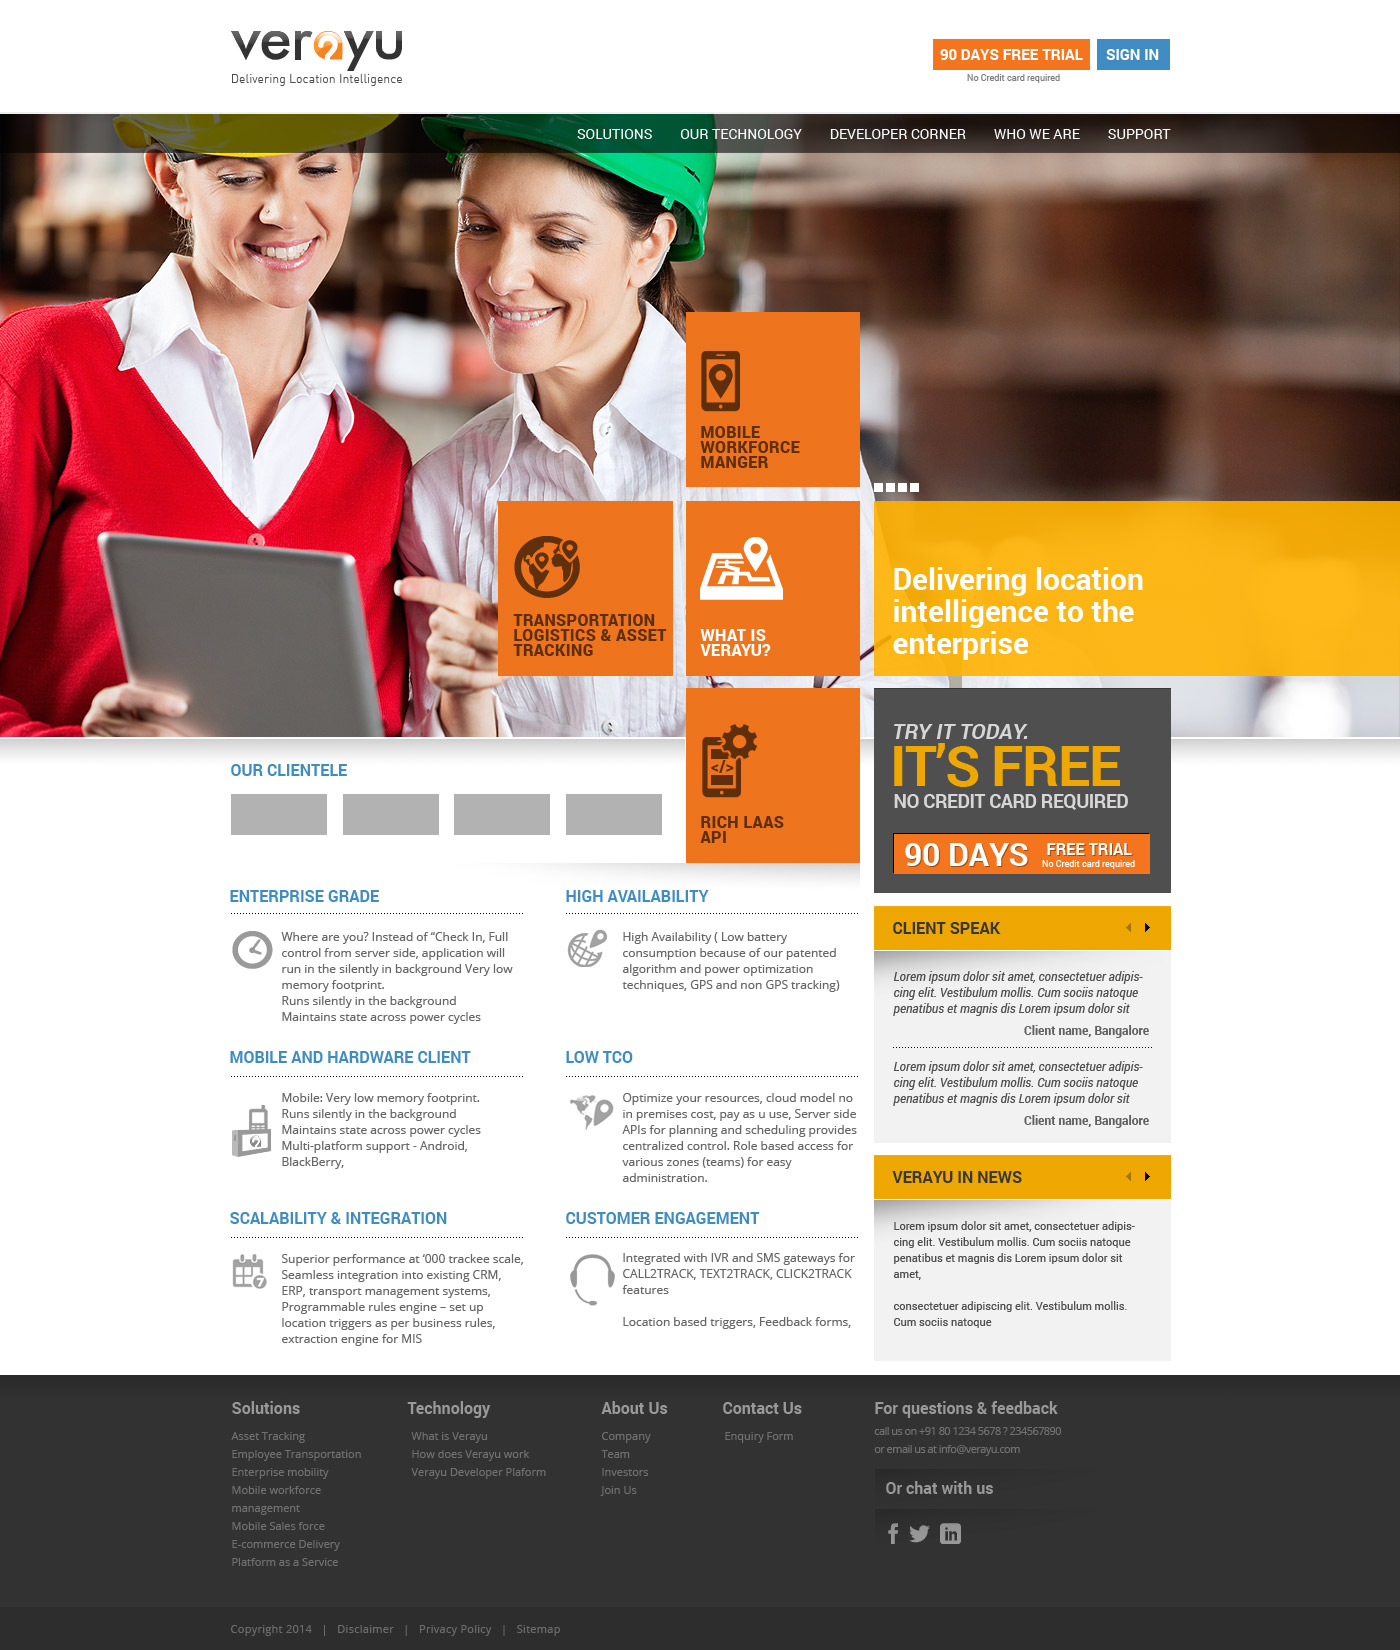 verayu
Delivering Location Intelligence
90 DAYS FREE TRIAL
SIGN IN
No Credit card required
SOLUTIONS
OUR TECHNOLOGY
DEVELOPER CORNER
WHO WE ARE
SUPPORT
MOBILE
WORKFORCE
MANGER
TRANSPORTATION
LOGISTICS & ASSET
TRACKING
WHAT IS
VERAYU?
Delivering location
intelligence to the
enterprise
RICH LAAS
API
TRY IT TODAY.
IT'S FREE
NO CREDIT CARD REQUIRED
90 DAYS
FREE TRIAL
No Credit card required
OUR CLIENTELE
ENTERPRISE GRADE
Where are you? Instead of “Check In, Full
control from server side, application will
run in the silently in background Very low
memory footprint.
Runs silently in the background
Maintains state across power cycles
HIGH AVAILABILITY
High Availability ( Low battery
consumption because of our patented
algorithm and power optimization
techniques, GPS and non GPS tracking)
MOBILE AND HARDWARE CLIENT
Mobile: Very low memory footprint.
Runs silently in the background
Maintains state across power cycles
Multi-platform support - Android,
BlackBerry,
LOW TCO
Optimize your resources, cloud model no
in premises cost, pay as u use, Server side
APIs for planning and scheduling provides
centralized control. Role based access for
various zones (teams) for easy
administration.
SCALABILITY & INTEGRATION
7
Superior performance at ‘000 trackee scale,
Seamless integration into existing CRM,
ERP, transport management systems,
Programmable rules engine – set up
location triggers as per business rules,
extraction engine for MIS
CUSTOMER ENGAGEMENT
Integrated with IVR and SMS gateways for
CALL2TRACK, TEXT2TRACK, CLICK2TRACK
features
Location based triggers, Feedback forms,
CLIENT SPEAK
Lorem ipsum dolor sit amet, consectetuer adipis-
cing elit. Vestibulum mollis. Cum sociis natoque
penatibus et magnis dis Lorem ipsum dolor sit
Client name, Bangalore
Lorem ipsum dolor sit amet, consectetuer adipis-
cing elit. Vestibulum mollis. Cum sociis natoque
penatibus et magnis dis Lorem ipsum dolor sit
Client name, Bangalore
VERAYU IN NEWS
Lorem ipsum dolor sit amet, consectetuer adipis-
cing elit. Vestibulum mollis. Cum sociis natoque
penatibus et magnis dis Lorem ipsum dolor sit
amet,
consectetuer adipiscing elit. Vestibulum mollis.
Cum sociis natoque
Solutions
Asset Tracking
Employee Transportation
Enterprise mobility
Mobile workforce
management
Mobile Sales force
E-commerce Delivery
Platform as a Service
Technology
What is Verayu
How does Verayu work
Verayu Developer Plaform
About Us
Company
Team
Investors
Join Us
Contact Us
Enquiry Form
For questions & feedback
call us on +91 80 1234 5678 ? 234567890
or email us at info@verayu.com
Or chat with us
Copyright 2014 | Disclaimer | Privacy Policy | Sitemap